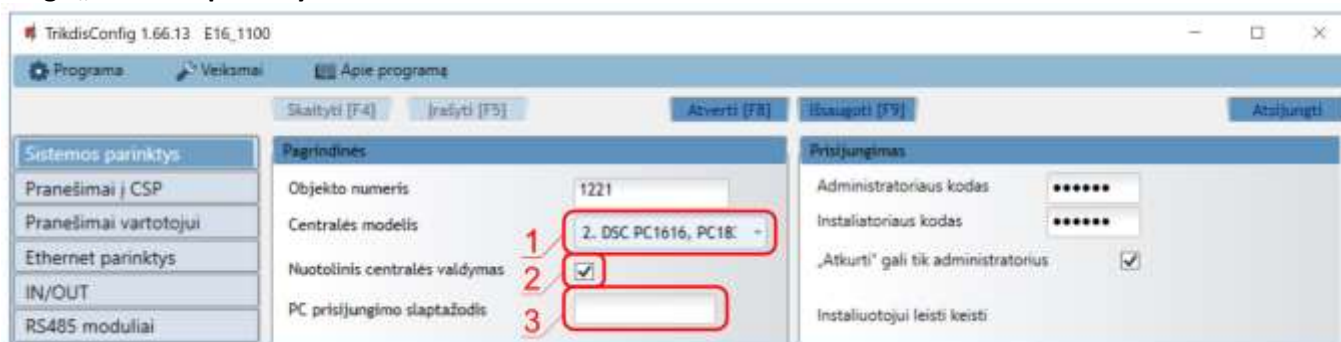 TrikdisConfig 1.66.13 E16_1100
Programa Veiksmai Apie programą
Skaityti [F4] Įrašyti [F5] Atverti [F8] Išsaugoti [F9] Atsijungti
Sistemos parinktys
Pranešimai į CSP
Pranešimai vartotojui
Ethernet parinktys
IN/OUT
RS485 moduliai
Pagrindinės
Objekto numeris 1221
Centralės modelis 1 2. DSC PC1616, PC18
Nuotolinis centralės valdymas 2
PC prisijungimo slaptažodis 3
Prisijungimas
Administratoriaus kodas ●●●●●●
Instaliatoriaus kodas ●●●●●●
„Atkurti“ gali tik administratorius
Instaliuotojui leisti keisti